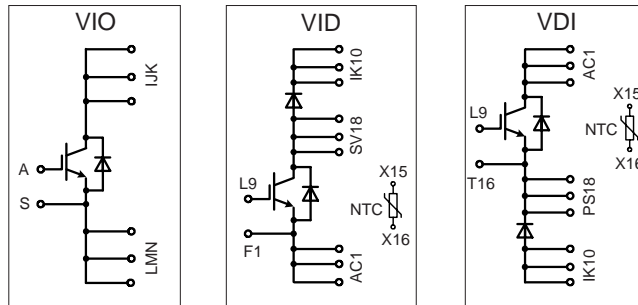 VIO
IJK
A
S
LMN
VID
IK10
SV18
L9
X15
NTC
X16
F1
AC1
VDI
AC1
L9
X15
NTC
X16
T16
PS18
IK10